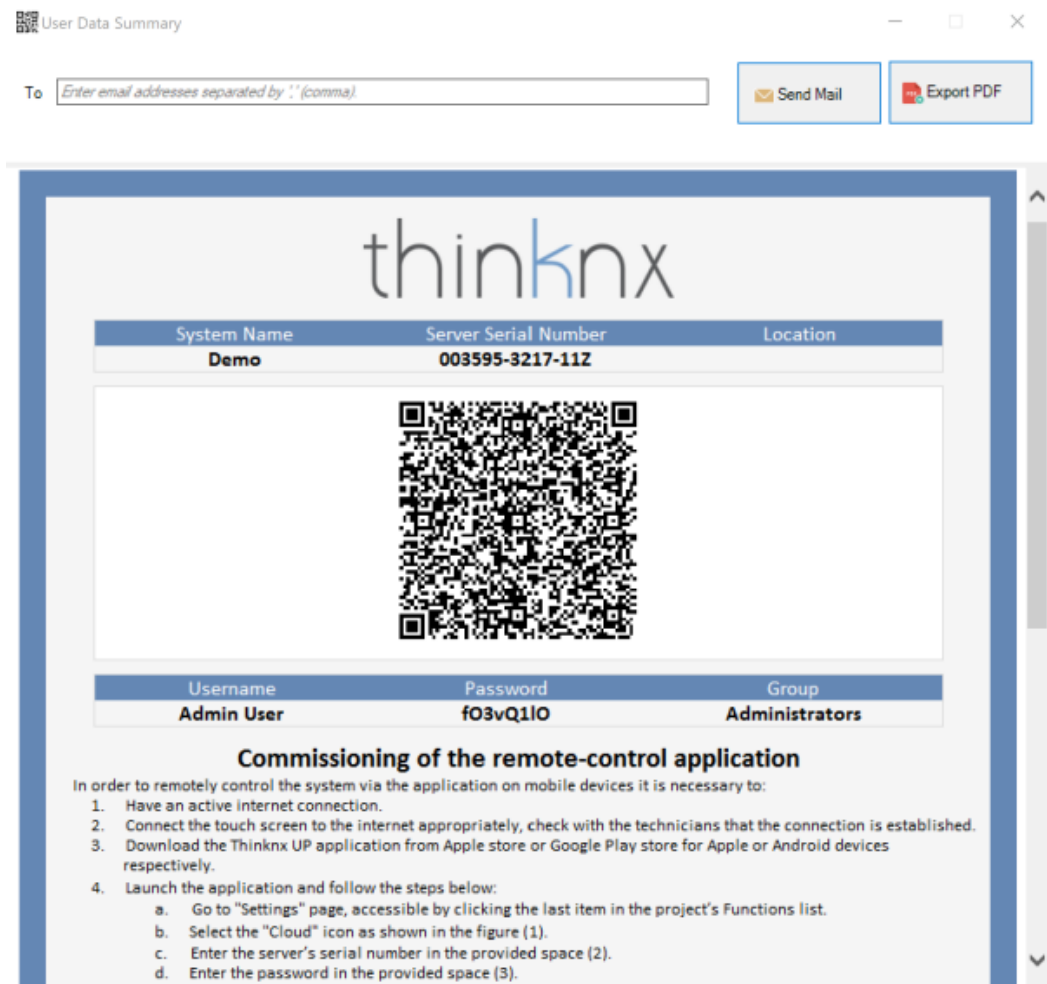 User Data Summary
To
Enter email addresses separated by ',' (comma).
Send Mail
Export PDF
thinknx
System Name Server Serial Number Location
Demo 003595-3217-11Z
Username Password Group
Admin User fO3vQ1lO Administrators
Commissioning of the remote-control application
In order to remotely control the system via the application on mobile devices it is necessary to:
1. Have an active internet connection.
2. Connect the touch screen to the internet appropriately, check with the technicians that the connection is established.
3. Download the Thinknx UP application from Apple store or Google Play store for Apple or Android devices
respectively.
4. Launch the application and follow the steps below:
a. Go to "Settings" page, accessible by clicking the last item in the project's Functions list.
b. Select the "Cloud" icon as shown in the figure (1).
c. Enter the server's serial number in the provided space (2).
d. Enter the password in the provided space (3).